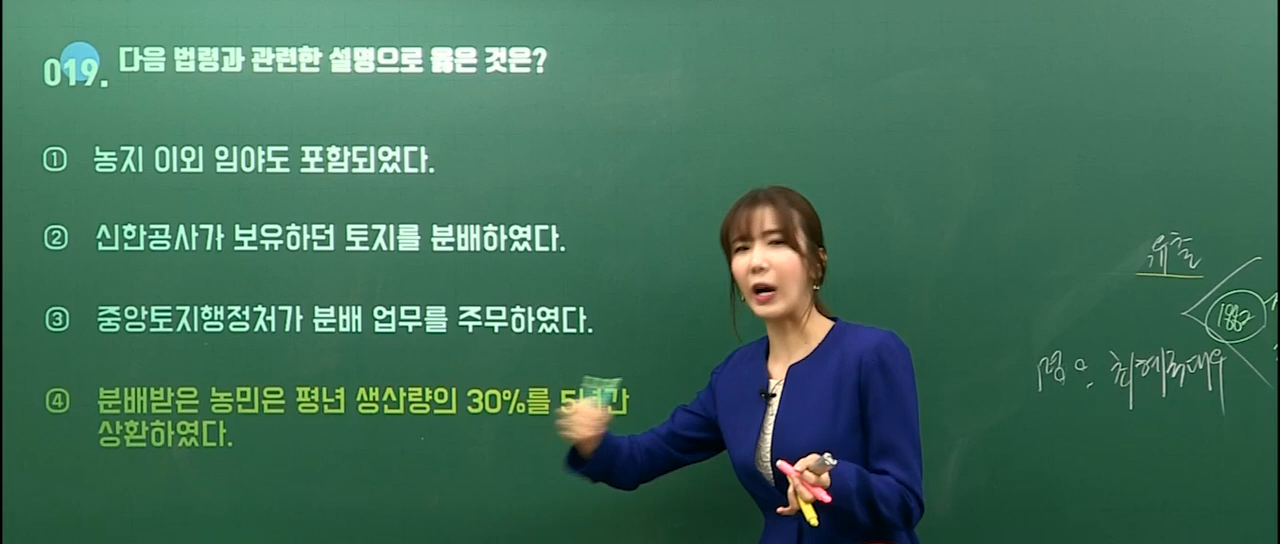 019. 다음 법령과 관련한 설명으로 옳은 것은?
① 농지 이외 임야도 포함되었다.
② 신한공사가 보유하던 토지를 분배하였다.
③ 중앙토지행정처가 분배 업무를 주무하였다.
④ 분배받은 농민은 평년 생산량의 30%를 5년간
상환하였다.
유출
1882